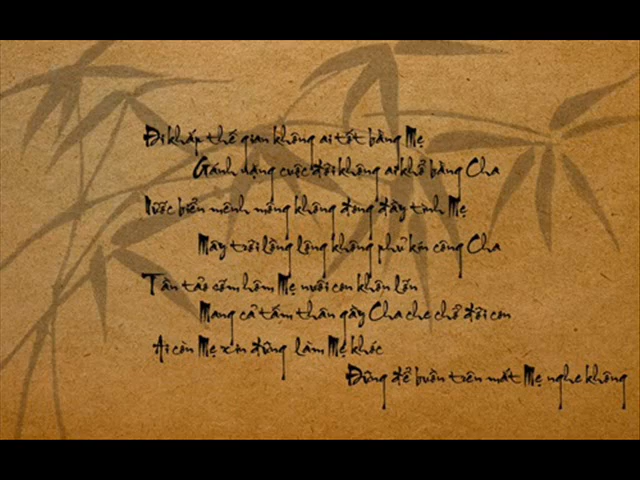 Đi khắp thế gian không ai tốt bằng Mẹ
Gánh nặng cuộc đời không ai khổ bằng Cha
Nước biển mênh mông không đong đầy tình Mẹ
Mây trời lồng lộng không phủ kín công Cha
Tần tảo sớm hôm Mẹ nuôi con khôn lớn
Mang cả tấm thân gầy Cha che chở đời con
Ai còn Mẹ xin đừng làm Mẹ khóc
Đừng để buồn trên mắt Mẹ nghe không